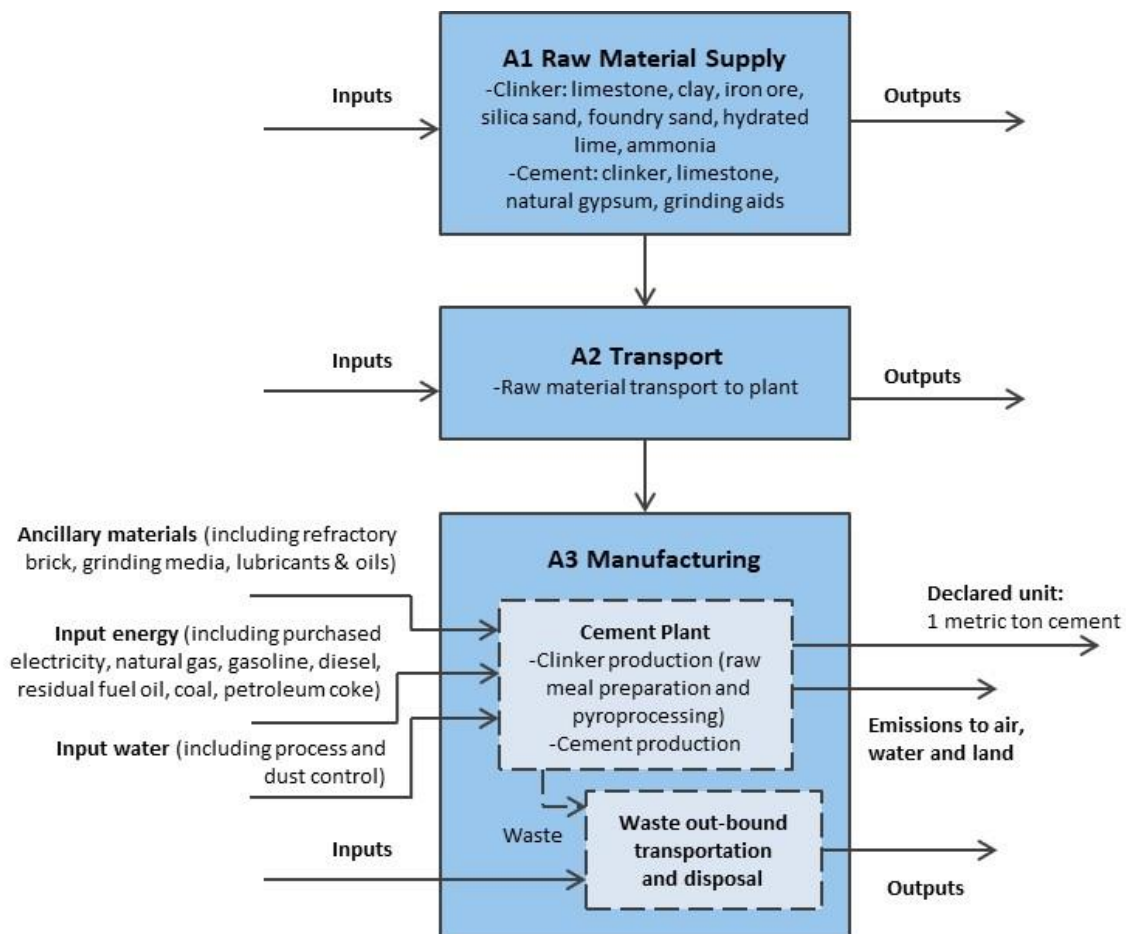 A1 Raw Material Supply
-Clinker: limestone, clay, iron ore,
silica sand, foundry sand, hydrated
lime, ammonia
-Cement: clinker, limestone,
natural gypsum, grinding aids
Inputs
Outputs
A2 Transport
-Raw material transport to plant
Inputs
Outputs
A3 Manufacturing
Ancillary materials (including refractory
brick, grinding media, lubricants & oils)
Input energy (including purchased
electricity, natural gas, gasoline, diesel,
residual fuel oil, coal, petroleum coke)
Input water (including process and
dust control)
Cement Plant
-Clinker production (raw
meal preparation and
pyroprocessing)
-Cement production
Declared unit:
1 metric ton cement
Emissions to air,
water and land
Waste
Inputs
Waste out-bound
transportation
and disposal
Outputs